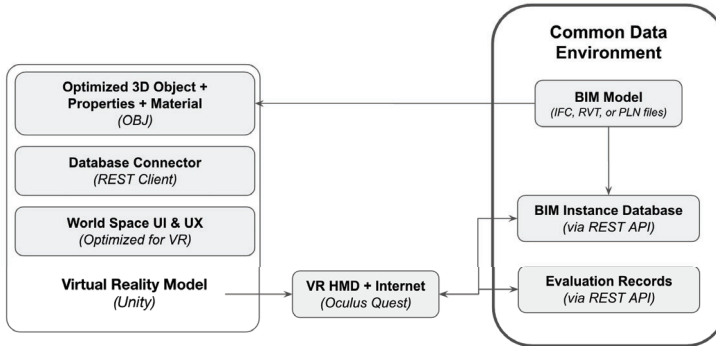 Optimized 3D Object +
Properties + Material
(OBJ)
Database Connector
(REST Client)
World Space UI & UX
(Optimized for VR)
Virtual Reality Model
(Unity)
VR HMD + Internet
(Oculus Quest)
Common Data
Environment
BIM Model
(IFC, RVT, or PLN files)
BIM Instance Database
(via REST API)
Evaluation Records
(via REST API)